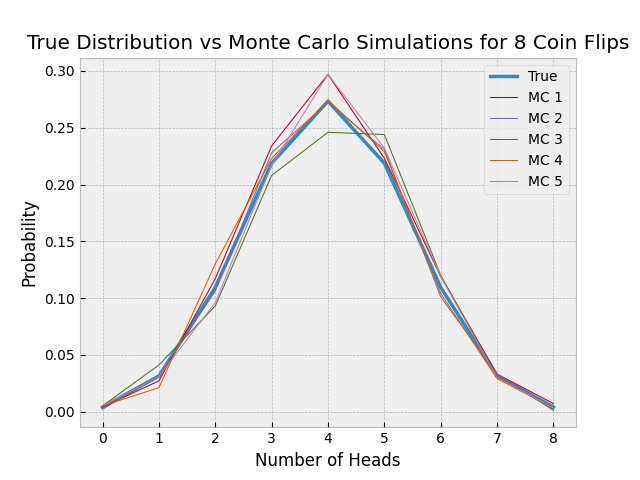 True Distribution vs Monte Carlo Simulations for 8 Coin Flips
0.30
0.25
0.20
0.15
0.10
0.05
0.00
Probability
True
MC 1
MC 2
MC 3
MC 4
MC 5
0 1 2 3 4 5 6 7 8
Number of Heads